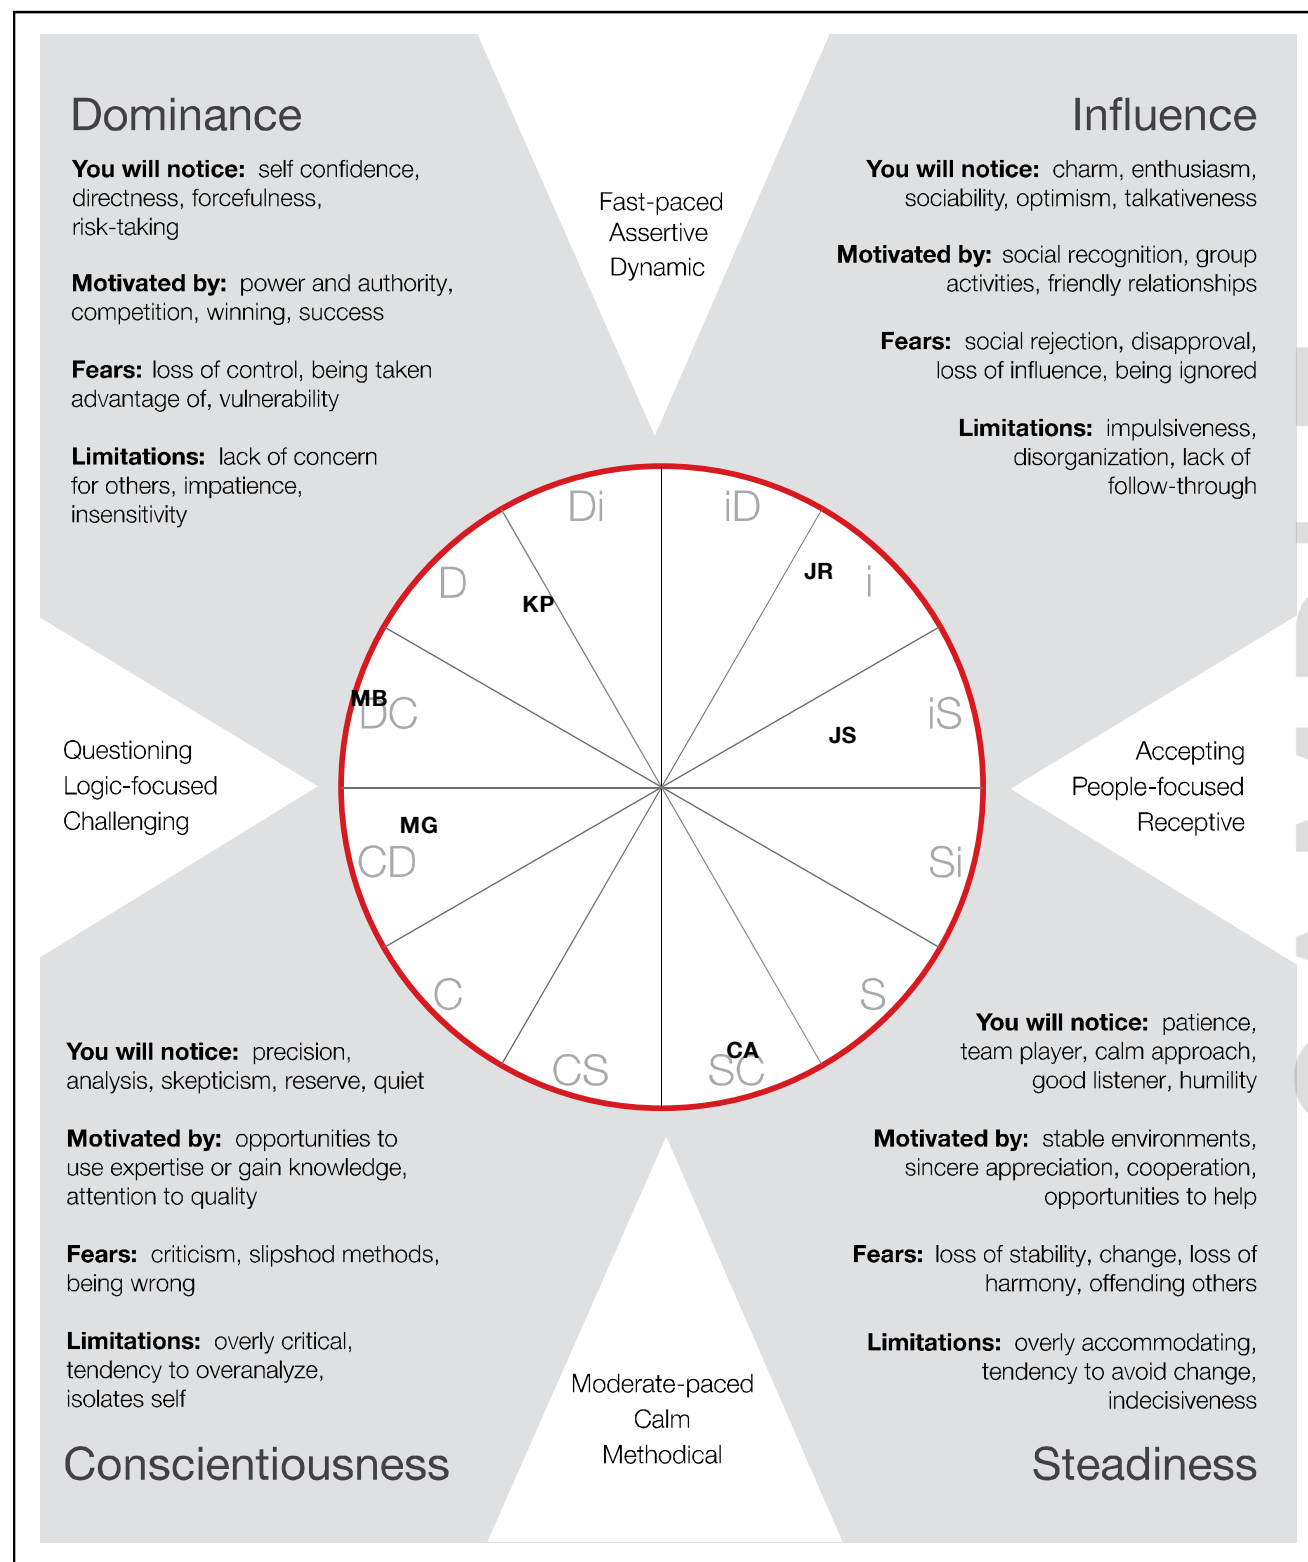 Dominance
You will notice: self confidence,
directness, forcefulness,
risk-taking
Motivated by: power and authority,
competition, winning, success
Fears: loss of control, being taken
advantage of, vulnerability
Limitations: lack of concern
for others, impatience,
insensitivity
Fast-paced
Assertive
Dynamic
Influence
You will notice: charm, enthusiasm,
sociability, optimism, talkativeness
Motivated by: social recognition, group
activities, friendly relationships
Fears: social rejection, disapproval,
loss of influence, being ignored
Limitations: impulsiveness,
disorganization, lack of
follow-through
Di
iD
D
KP
JR
i
MB
DC
JS
iS
Questioning
Logic-focused
Challenging
Accepting
People-focused
Receptive
MG
CD
Si
C
S
CS
CA
SC
You will notice: precision,
analysis, skepticism, reserve, quiet
Motivated by: opportunities to
use expertise or gain knowledge,
attention to quality
Fears: criticism, slipshod methods,
being wrong
Limitations: overly critical,
tendency to overanalyze,
isolates self
Conscientiousness
Moderate-paced
Calm
Methodical
You will notice: patience,
team player, calm approach,
good listener, humility
Motivated by: stable environments,
sincere appreciation, cooperation,
opportunities to help
Fears: loss of stability, change, loss of
harmony, offending others
Limitations: overly accommodating,
tendency to avoid change,
indecisiveness
Steadiness